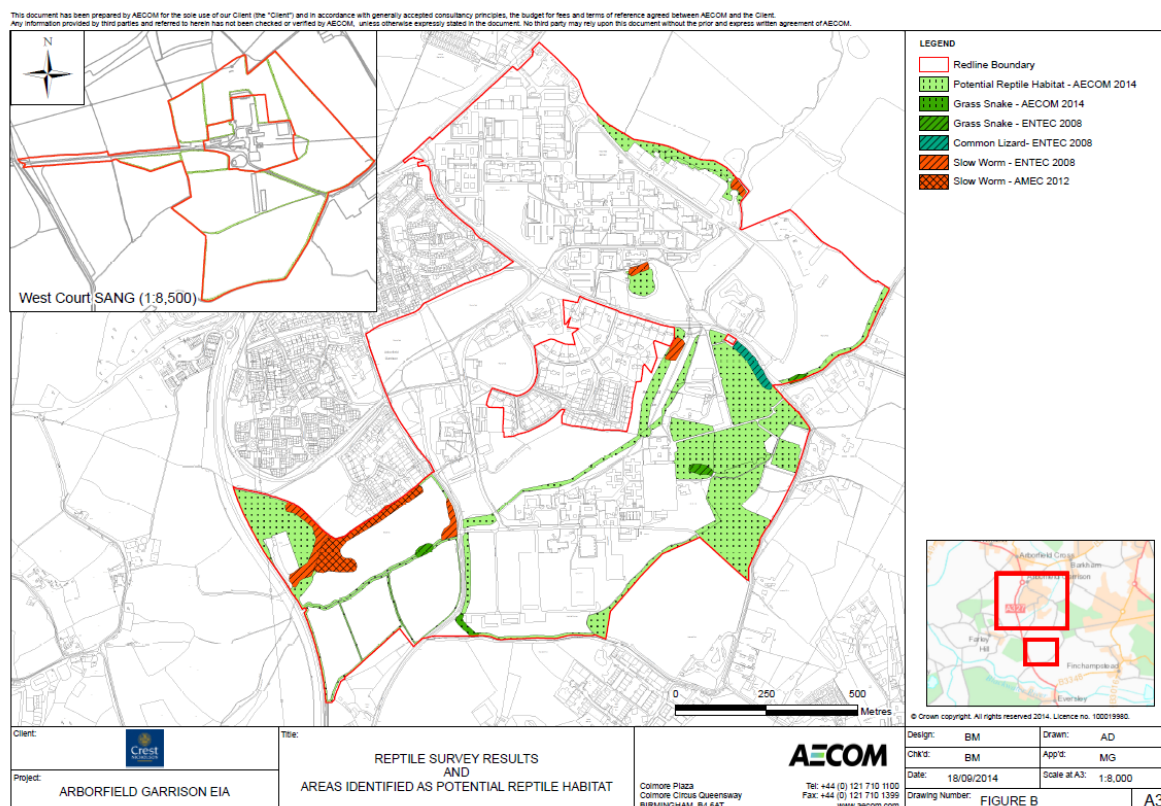 This document has been prepared by AECOM for the sole use of our Client (the "Client") and in accordance with generally accepted consultancy principles, the budget for fees and terms of reference agreed between AECOM and the Client.
Any information provided by third parties and referred to herein has not been checked or verified by AECOM, unless otherwise expressly stated in the document. No third party may rely upon this document without the prior and express written agreement of AECOM.
N
West Court SANG (1:8,500)
LEGEND
Redline Boundary
Potential Reptile Habitat - AECOM 2014
Grass Snake - AECOM 2014
Grass Snake - ENTEC 2008
Common Lizard- ENTEC 2008
Slow Worm - ENTEC 2008
Slow Worm - AMEC 2012
0 250 500
Metres
Arborfield Cross
Barkham
Arborfield Garrison
A327
Farley
Hill
Finchampstead
Eversley
© Crown copyright. All rights reserved 2014. Licence no. 100019980.
Client:
Crest
NICHOLSON
Project:
ARBORFIELD GARRISON EIA
Title:
REPTILE SURVEY RESULTS
AND
AREAS IDENTIFIED AS POTENTIAL REPTILE HABITAT
AECOM
Colmore Plaza
Colmore Circus Queensway
BIRMINGHAM, B4 6AT
Tel: +44 (0) 121 710 1100
Fax: +44 (0) 121 710 1399
www.aecom.com
Design: BM
Drawn: AD
Chk'd: BM
App'd: MG
Date: 18/09/2014
Scale at A3: 1:8,000
Drawing Number: FIGURE B
A3